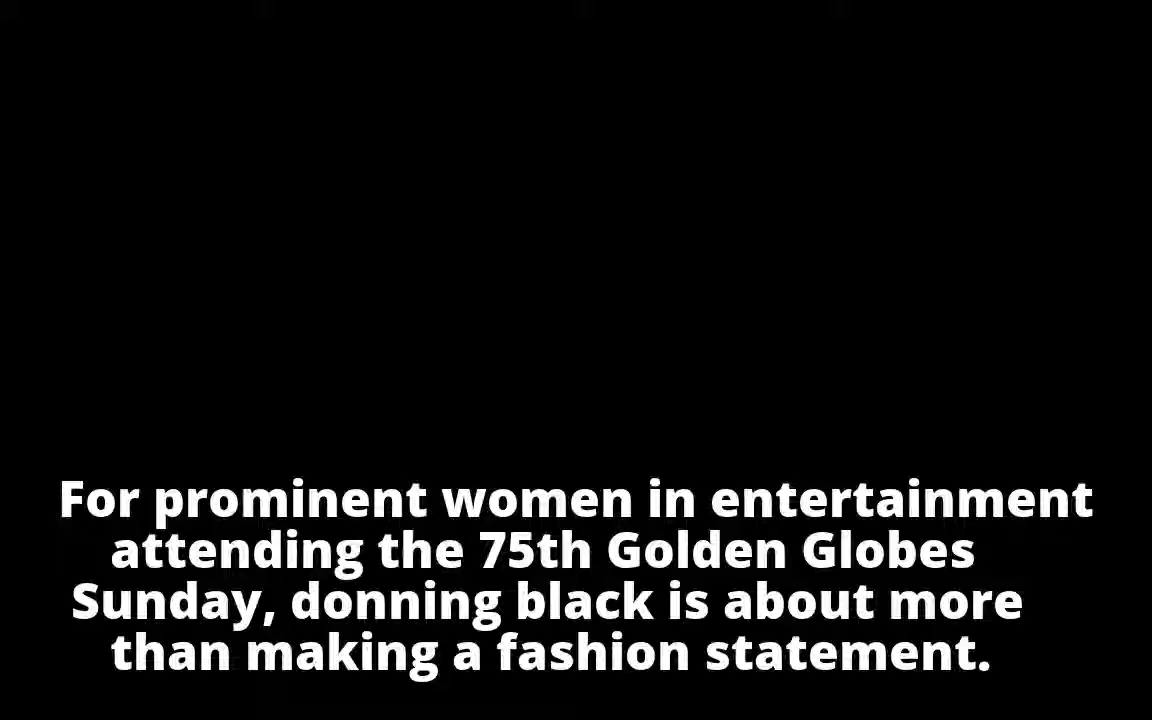 For prominent women in entertainment
attending the 75th Golden Globes
Sunday, donning black is about more
than making a fashion statement.